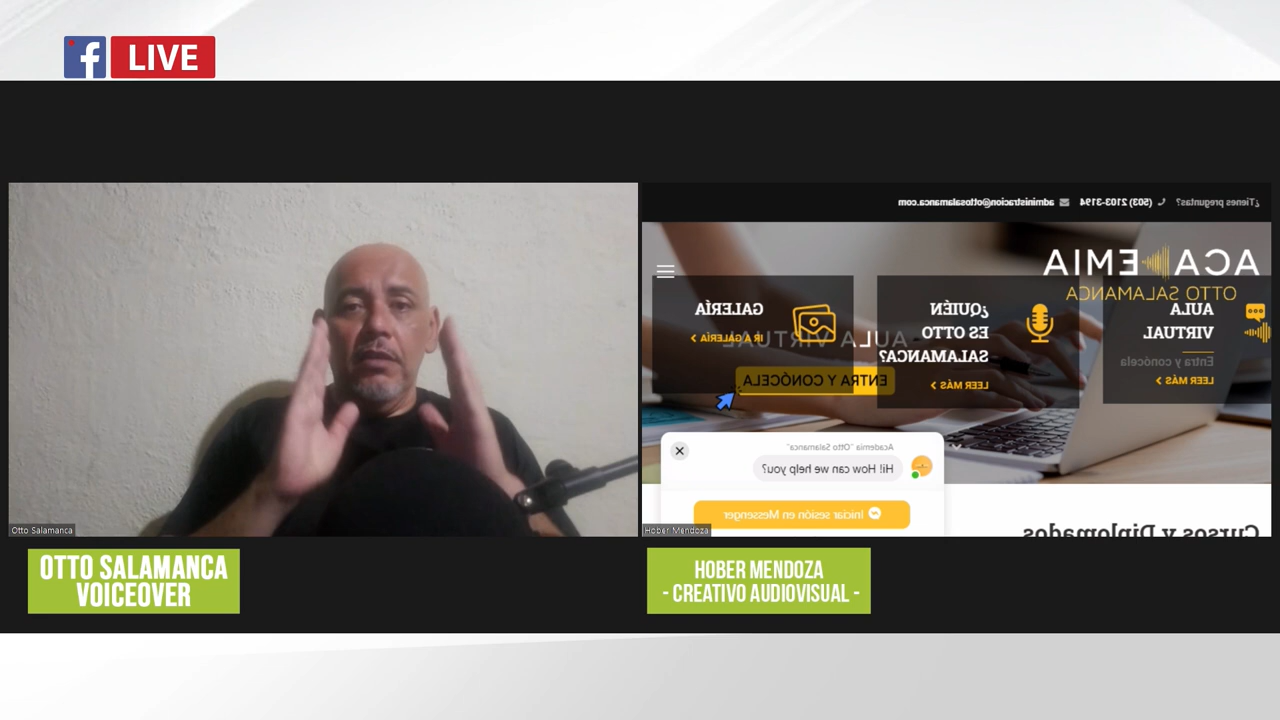 f LIVE
¿Tienes preguntas? (503) 2103-3194 administracion@ottosalamanca.com
ACADEMIA
OTTO SALAMANCA
AULA VIRTUAL
ENTRA Y CONÓCELA
AULA
VIRTUAL
Entra y conócela
LEER MÁS
¿QUIÉN
ES OTTO
SALAMANCA?
LEER MÁS
GALERÍA
IR A GALERÍA
Academia "Otto Salamanca"
Hi! How can we help you?
Iniciar sesión en Messenger
Cursos y Diplomados
Otto Salamanca
Hober Mendoza
OTTO SALAMANCA
VOICEOVER
HOBER MENDOZA
- CREATIVO AUDIOVISUAL -